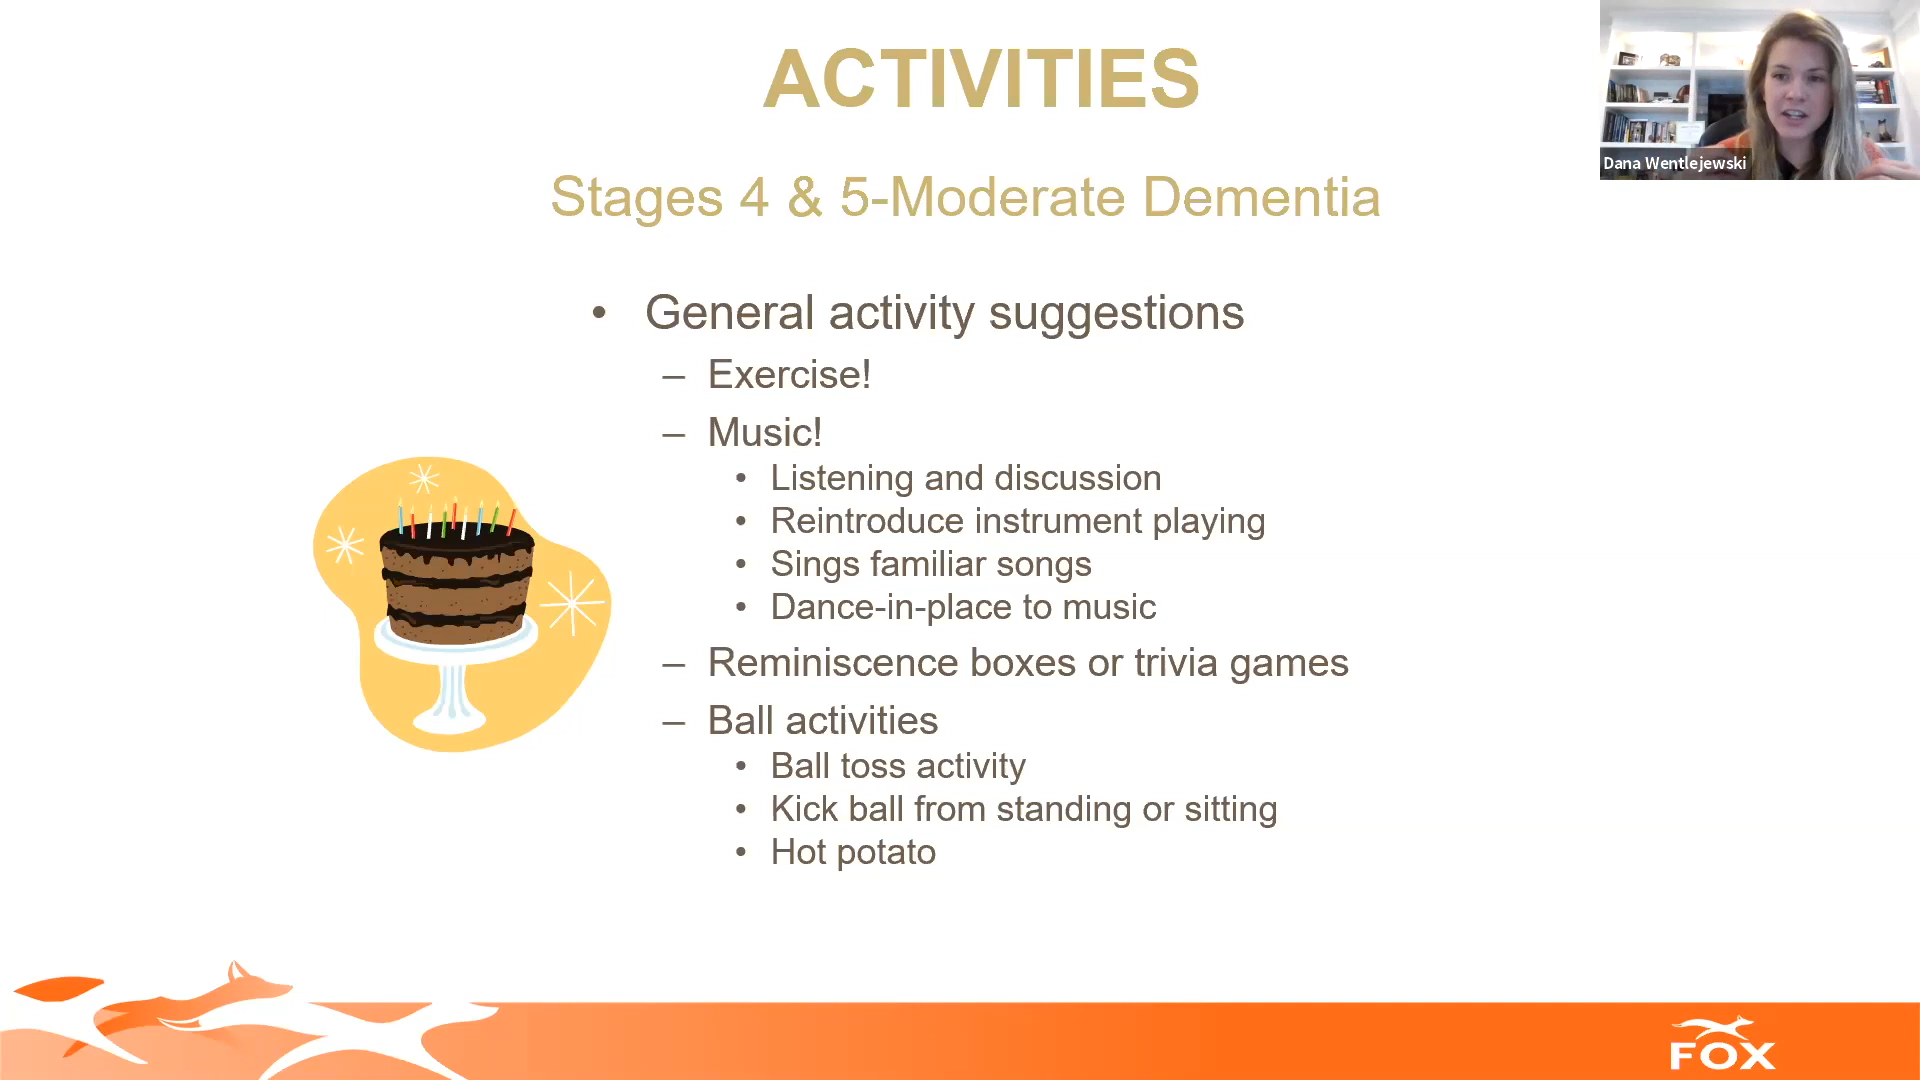 ACTIVITIES
Dana Wentlejewski
Stages 4 & 5-Moderate Dementia
• General activity suggestions
– Exercise!
– Music!
• Listening and discussion
• Reintroduce instrument playing
• Sings familiar songs
• Dance-in-place to music
– Reminiscence boxes or trivia games
– Ball activities
• Ball toss activity
• Kick ball from standing or sitting
• Hot potato
FOX